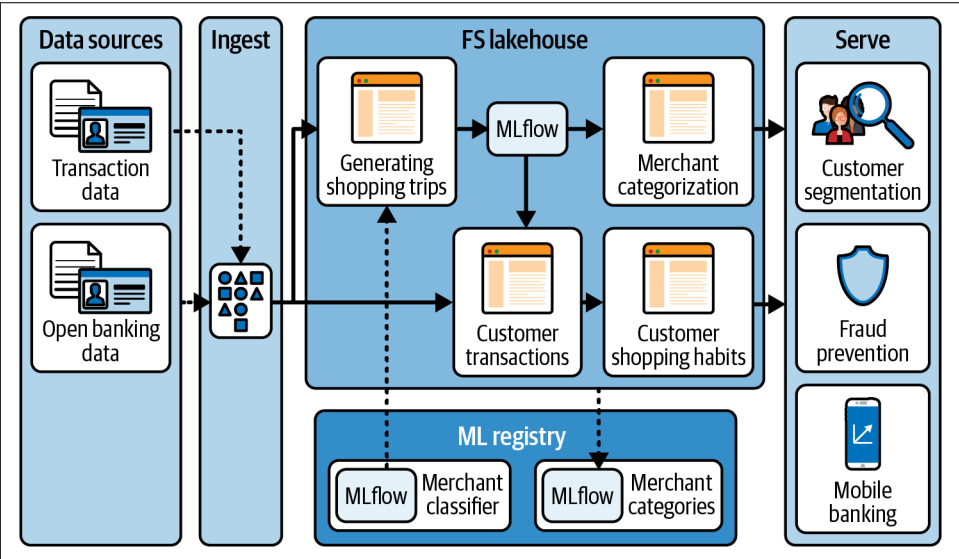 Data sources
Transaction
data
Open banking
data
Ingest
FS lakehouse
Generating
shopping trips
MLflow
Merchant
categorization
Customer
transactions
Customer
shopping habits
ML registry
MLflow
Merchant
classifier
MLflow
Merchant
categories
Serve
Customer
segmentation
Fraud
prevention
Mobile
banking